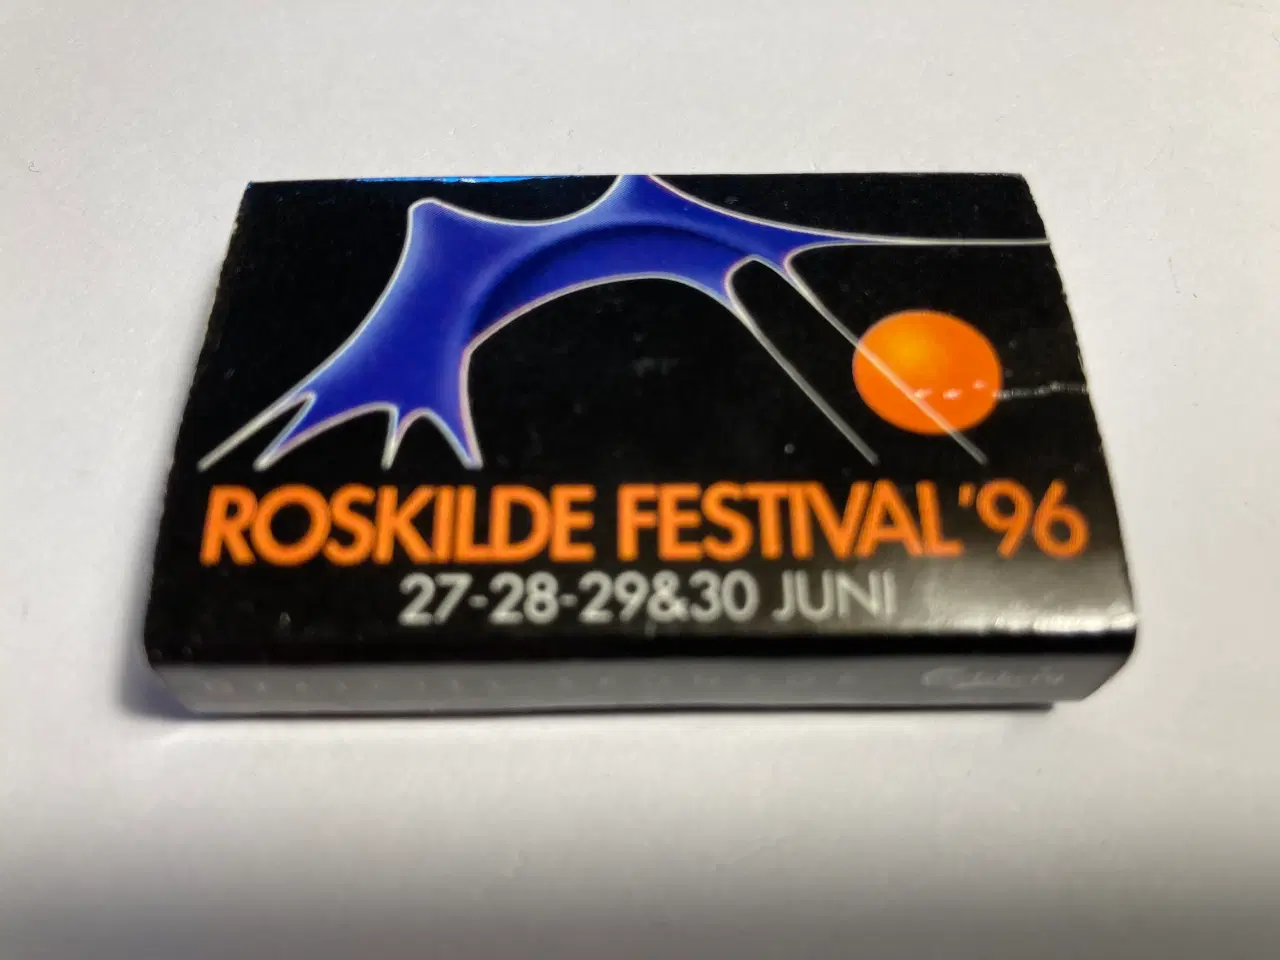 ROSKILDE FESTIVAL '96
27-28-29&30 JUNI